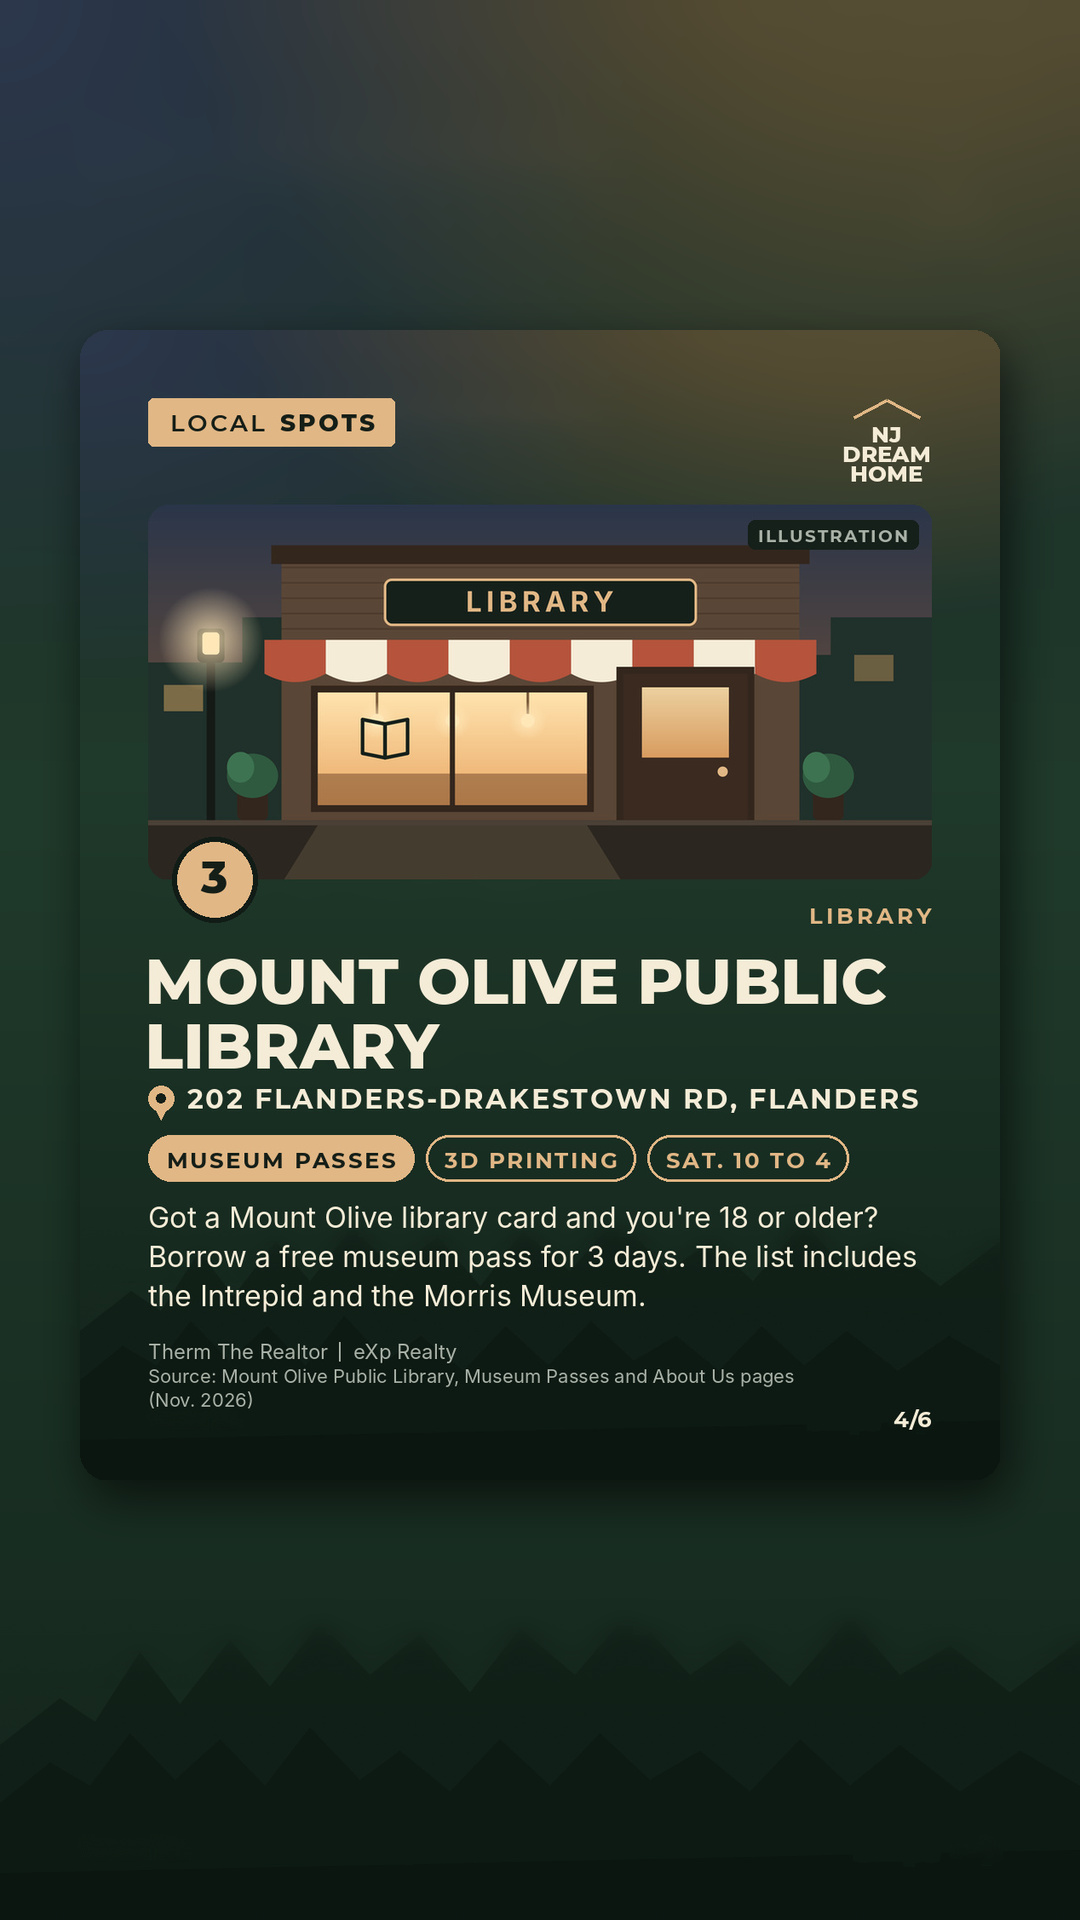 LOCAL SPOTS
NJ
DREAM
HOME
ILLUSTRATION
LIBRARY
3
LIBRARY
MOUNT OLIVE PUBLIC
LIBRARY
202 FLANDERS-DRAKESTOWN RD, FLANDERS
MUSEUM PASSES
3D PRINTING
SAT. 10 TO 4
Got a Mount Olive library card and you're 18 or older?
Borrow a free museum pass for 3 days. The list includes
the Intrepid and the Morris Museum.
Therm The Realtor | eXp Realty
Source: Mount Olive Public Library, Museum Passes and About Us pages
(Nov. 2026)
4/6